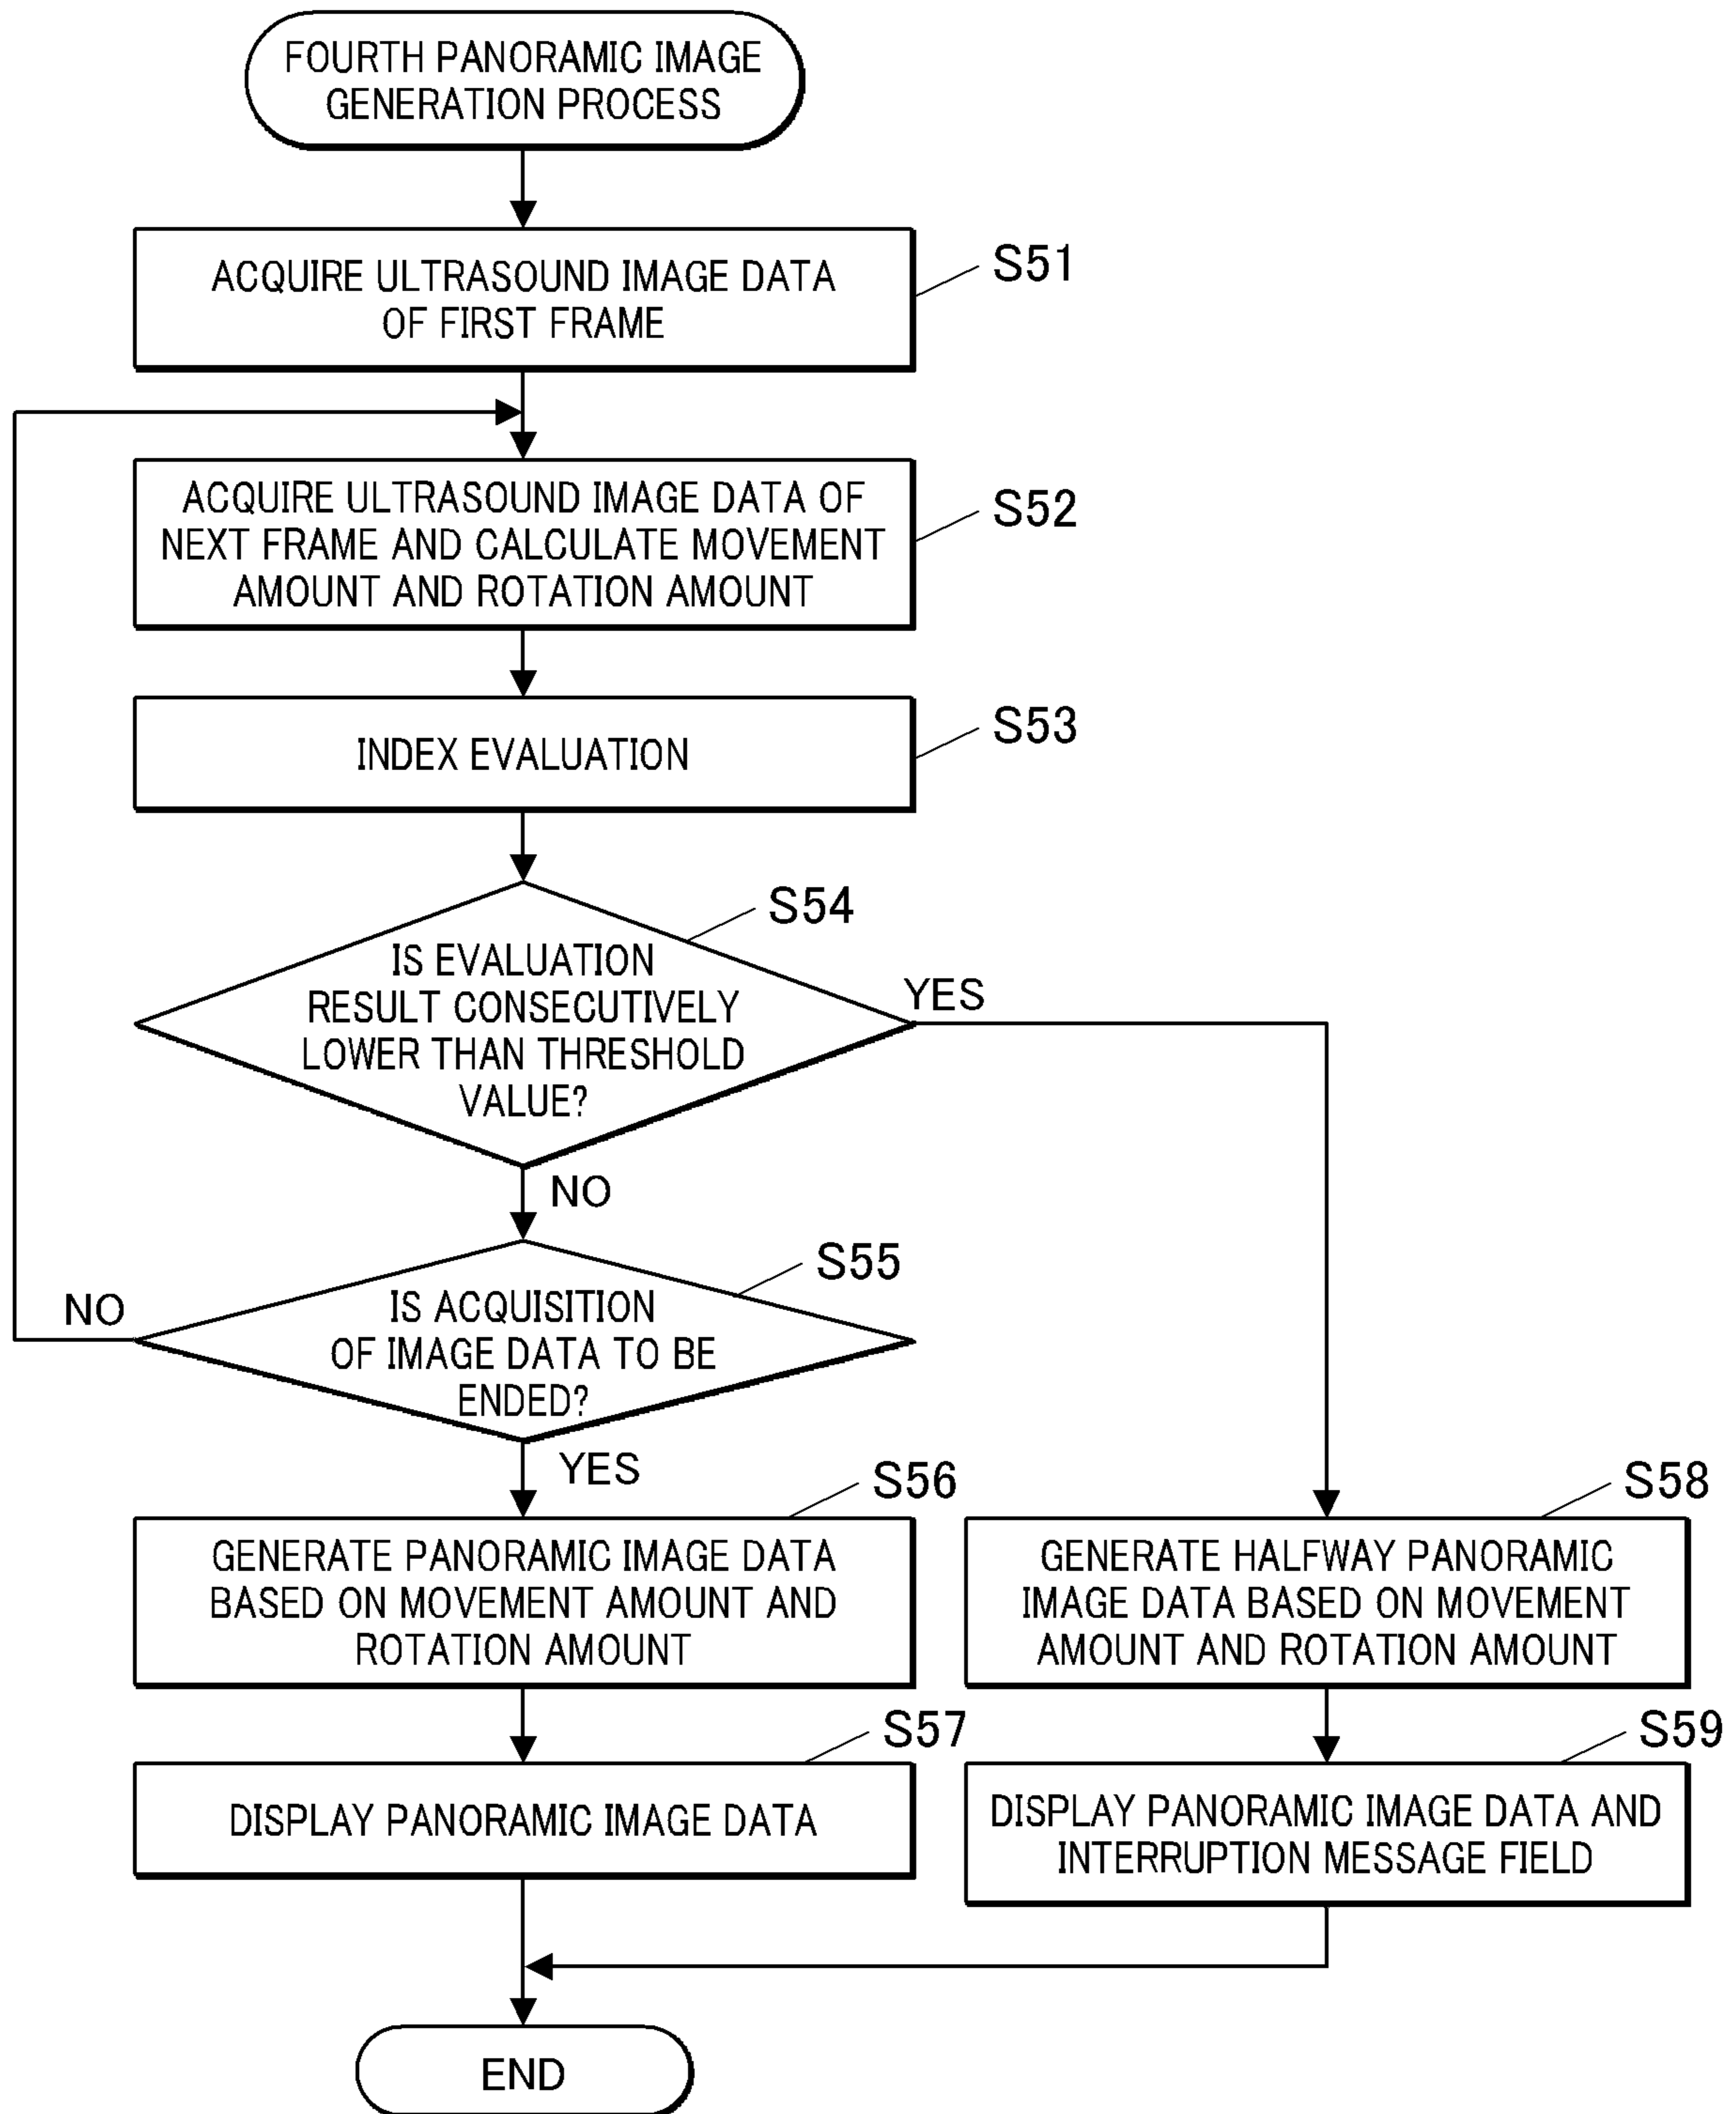 FOURTH PANORAMIC IMAGE
GENERATION PROCESS
ACQUIRE ULTRASOUND IMAGE DATA
OF FIRST FRAME
S51
ACQUIRE ULTRASOUND IMAGE DATA OF
NEXT FRAME AND CALCULATE MOVEMENT
AMOUNT AND ROTATION AMOUNT
S52
INDEX EVALUATION
S53
S54
IS EVALUATION
RESULT CONSECUTIVELY
LOWER THAN THRESHOLD
VALUE?
YES
NO
S55
IS ACQUISITION
OF IMAGE DATA TO BE
ENDED?
NO
YES
S56
GENERATE PANORAMIC IMAGE DATA
BASED ON MOVEMENT AMOUNT AND
ROTATION AMOUNT
S58
GENERATE HALFWAY PANORAMIC
IMAGE DATA BASED ON MOVEMENT
AMOUNT AND ROTATION AMOUNT
S57
DISPLAY PANORAMIC IMAGE DATA
S59
DISPLAY PANORAMIC IMAGE DATA AND
INTERRUPTION MESSAGE FIELD
END